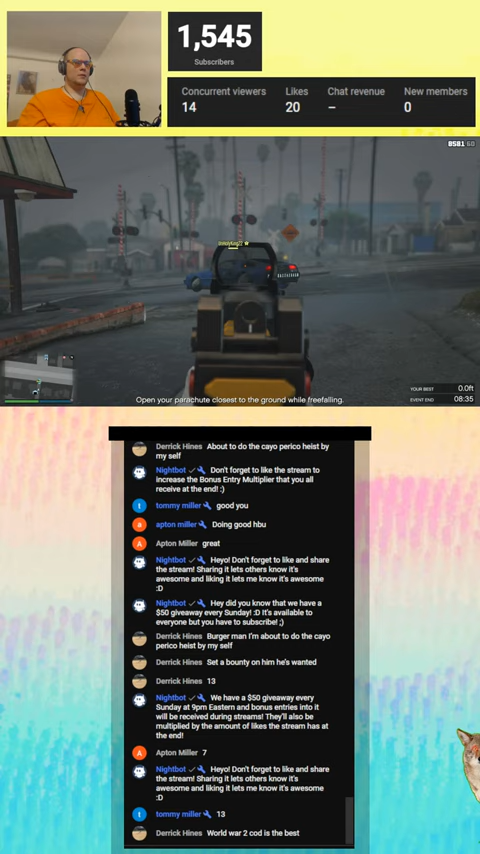 1,545
Subscribers
Concurrent viewers Likes Chat revenue New members
14 20 – 0
Open your parachute closest to the ground while freefalling.
YOUR BEST 0.0ft
EVENT END 08:35
Derrick Hines About to do the cayo perico heist by
my self
Nightbot Don't forget to like the stream to
increase the Bonus Entry Multiplier that you all
receive at the end! :)
t tommy miller good you
a apton miller Doing good hbu
A Apton Miller great
Nightbot Heyo! Don't forget to like and share
the stream! Sharing it lets others know it's
awesome and liking it lets me know it's awesome
:D
Nightbot Hey did you know that we have a
$50 giveaway every Sunday! :D It's available to
everyone but you have to subscribe! ;)
Derrick Hines Burger man I'm about to do the cayo
perico heist by my self
Derrick Hines Set a bounty on him he's wanted
Derrick Hines 13
Nightbot We have a $50 giveaway every
Sunday at 9pm Eastern and bonus entries into it
will be received during streams! They'll also be
multiplied by the amount of likes the stream has at
the end!
A Apton Miller 7
Nightbot Heyo! Don't forget to like and share
the stream! Sharing it lets others know it's
awesome and liking it lets me know it's awesome
:D
t tommy miller 13
Derrick Hines World war 2 cod is the best